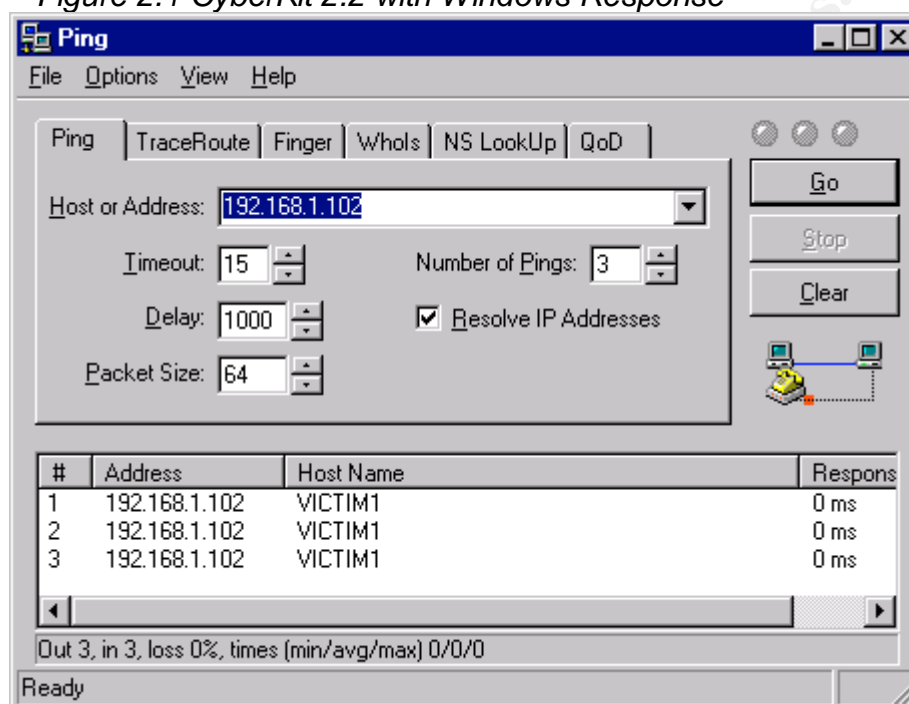 Figure 2.1 CyberKit 2.2 with Windows Response
Ping
File Options View Help
Ping TraceRoute Finger WhoIs NS LookUp QoD
Host or Address: 192.168.1.102
Go
Timeout: 15 Number of Pings: 3
Stop
Delay: 1000 Resolve IP Addresses
Clear
Packet Size: 64
# Address Host Name Respons
1 192.168.1.102 VICTIM1 0 ms
2 192.168.1.102 VICTIM1 0 ms
3 192.168.1.102 VICTIM1 0 ms
Out 3, in 3, loss 0%, times (min/avg/max) 0/0/0
Ready